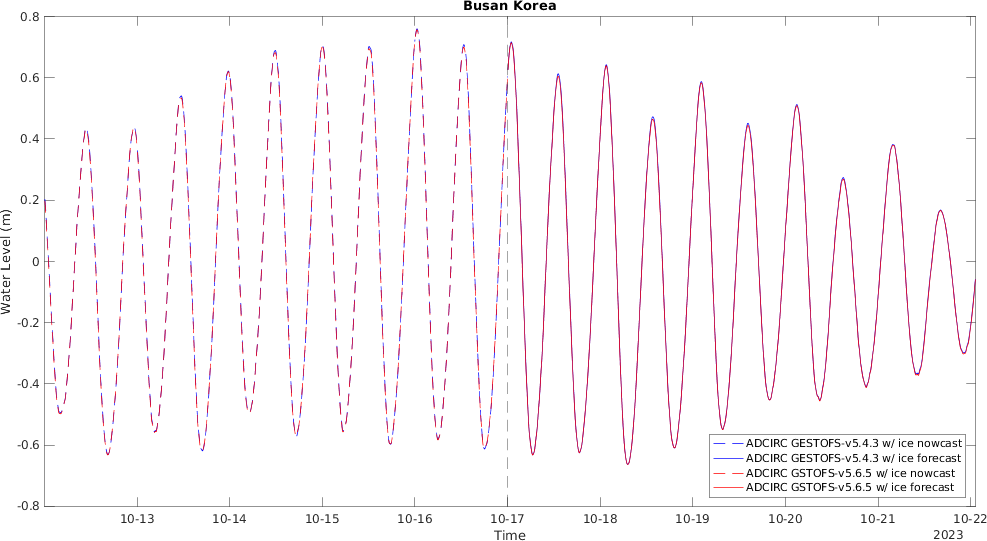 Busan Korea
0.8
0.6
0.4
0.2
0
-0.2
-0.4
-0.6
-0.8
Water Level (m)
10-13 10-14 10-15 10-16 10-17 10-18 10-19 10-20 10-21 10-22
Time
2023
ADCIRC GESTOFS-v5.4.3 w/ ice nowcast
ADCIRC GESTOFS-v5.4.3 w/ ice forecast
ADCIRC GSTOFS-v5.6.5 w/ ice nowcast
ADCIRC GSTOFS-v5.6.5 w/ ice forecast